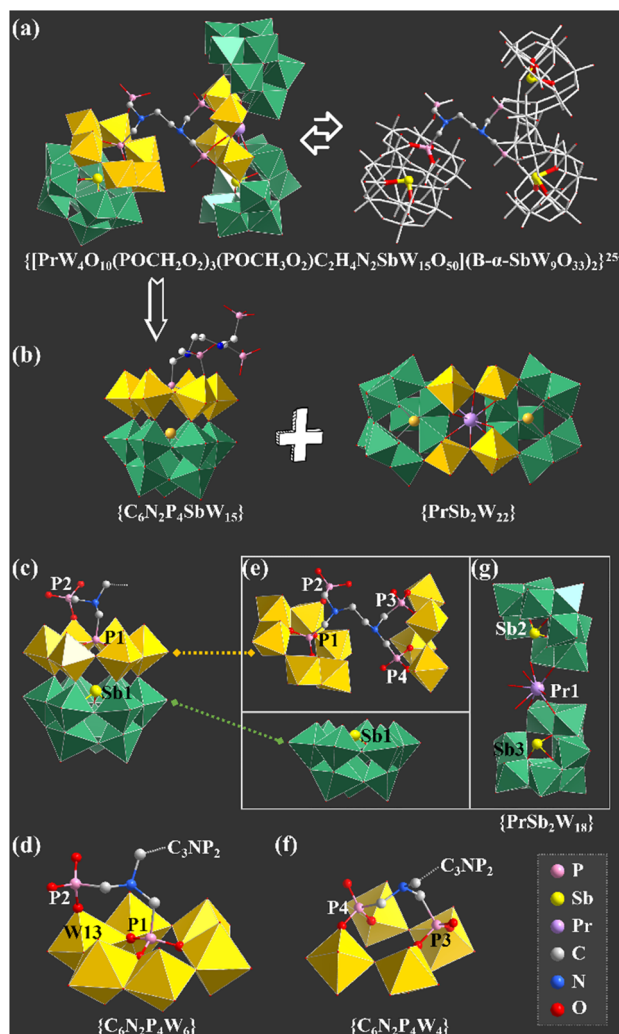 (a)
{[PrW₄O₁₀(POCH₂O₂)₃(POCH₃O₂)C₂H₄N₂SbW₁₅O₅₀](B-α-SbW₉O₃₃)₂}²⁵⁻
(b)
{C₆N₂P₄SbW₁₅}
{PrSb₂W₂₂}
(c)
P2
P1
Sb1
(e)
P2
P3
P1
P4
Sb1
(g)
Sb2
Pr1
Sb3
{PrSb₂W₁₈}
(d)
C₃NP₂
P2
P1
W13
{C₆N₂P₄W₆}
(f)
C₃NP₂
P4
P3
{C₆N₂P₄W₄}
P
Sb
Pr
C
N
O